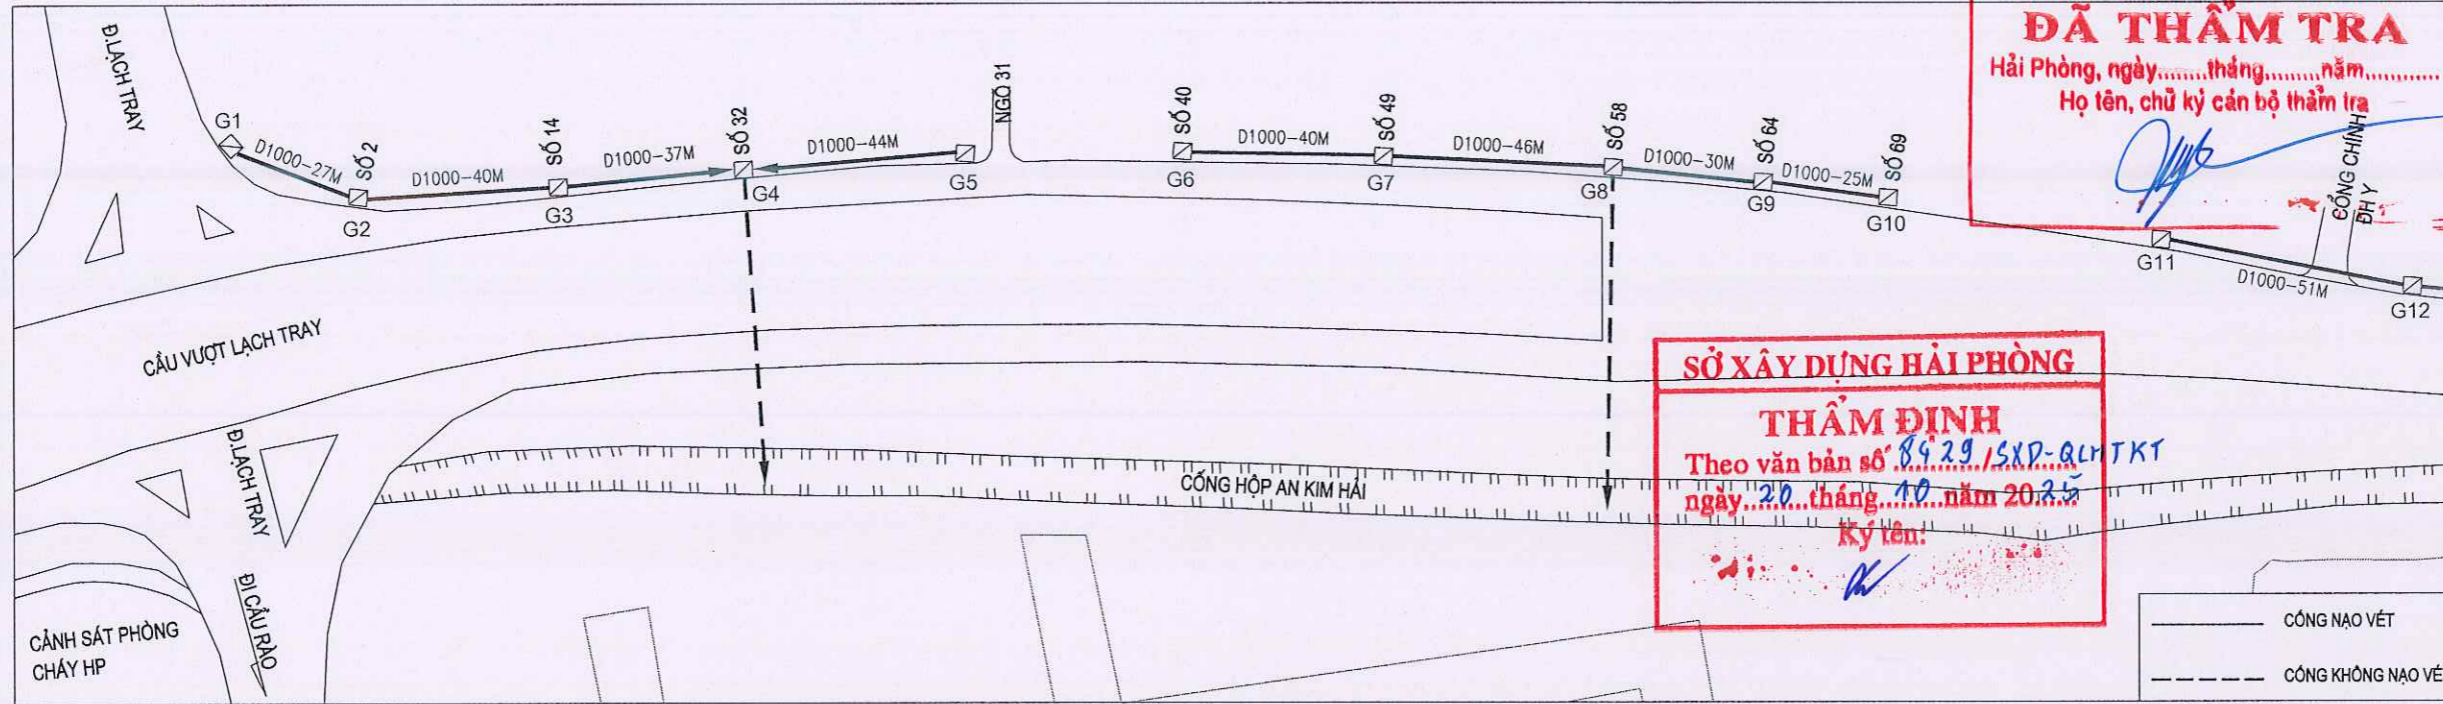 Đ.LẠCH TRAY
G1
D1000-27M
SỐ 2
G2
D1000-40M
SỐ 14
G3
D1000-37M
SỐ 32
G4
D1000-44M
G5
NGÕ 31
SỐ 40
G6
D1000-40M
SỐ 49
G7
D1000-46M
SỐ 58
G8
D1000-30M
SỐ 64
G9
D1000-25M
SỐ 69
G10
ĐÃ THẨM TRA
Hải Phòng, ngày........tháng.........năm............
Họ tên, chữ ký cán bộ thẩm tra
CỔNG CHÍNH
ĐH Y
G11
D1000-51M
G12
CẦU VƯỢT LẠCH TRAY
SỞ XÂY DỰNG HẢI PHÒNG
THẨM ĐỊNH
Theo văn bản số 8429/SXD-QLHTKT
ngày 20 tháng 10 năm 2025
Ký tên:
CỐNG HỘP AN KIM HẢI
Đ.LẠCH TRAY
ĐI CẦU RÀO
CẢNH SÁT PHÒNG
CHÁY HP
CỐNG NẠO VÉT
CỐNG KHÔNG NẠO VÉ